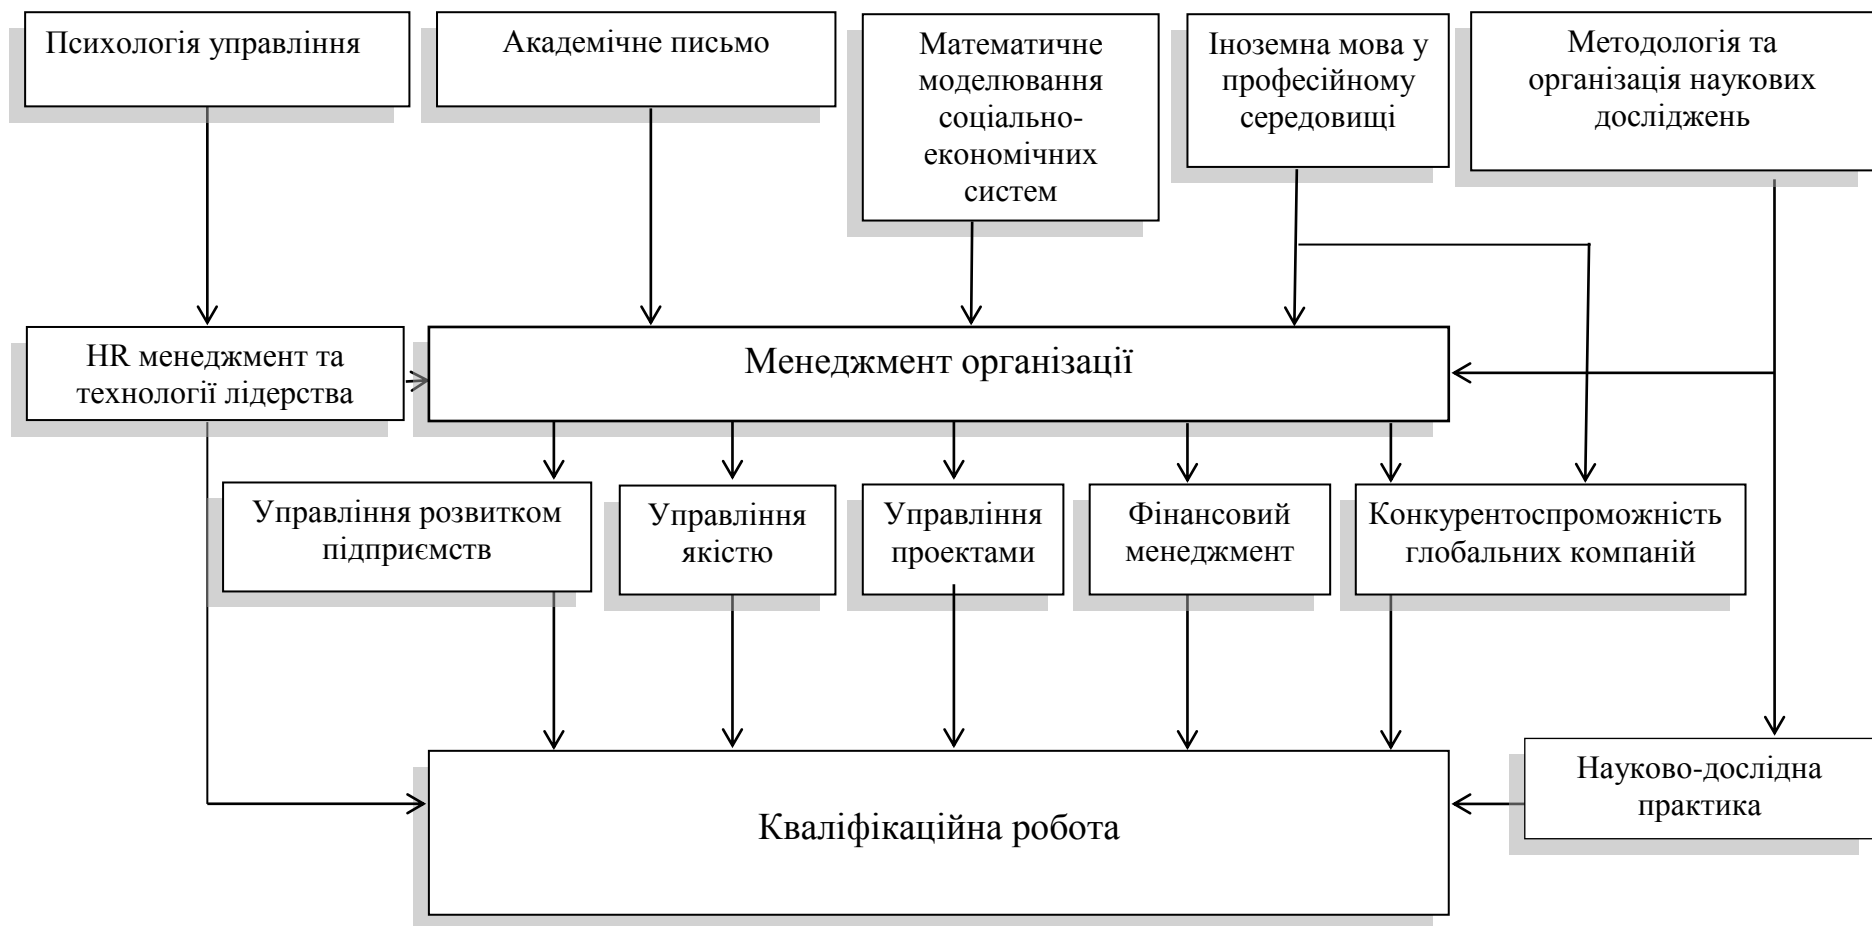 Психологія управління
Академічне письмо
Математичне
моделювання
соціально-
економічних
систем
Іноземна мова у
професійному
середовищі
Методологія та
організація наукових
досліджень
HR менеджмент та
технології лідерства
Менеджмент організації
Управління розвитком
підприємств
Управління
якістю
Управління
проектами
Фінансовий
менеджмент
Конкурентоспроможність
глобальних компаній
Науково-дослідна
практика
Кваліфікаційна робота